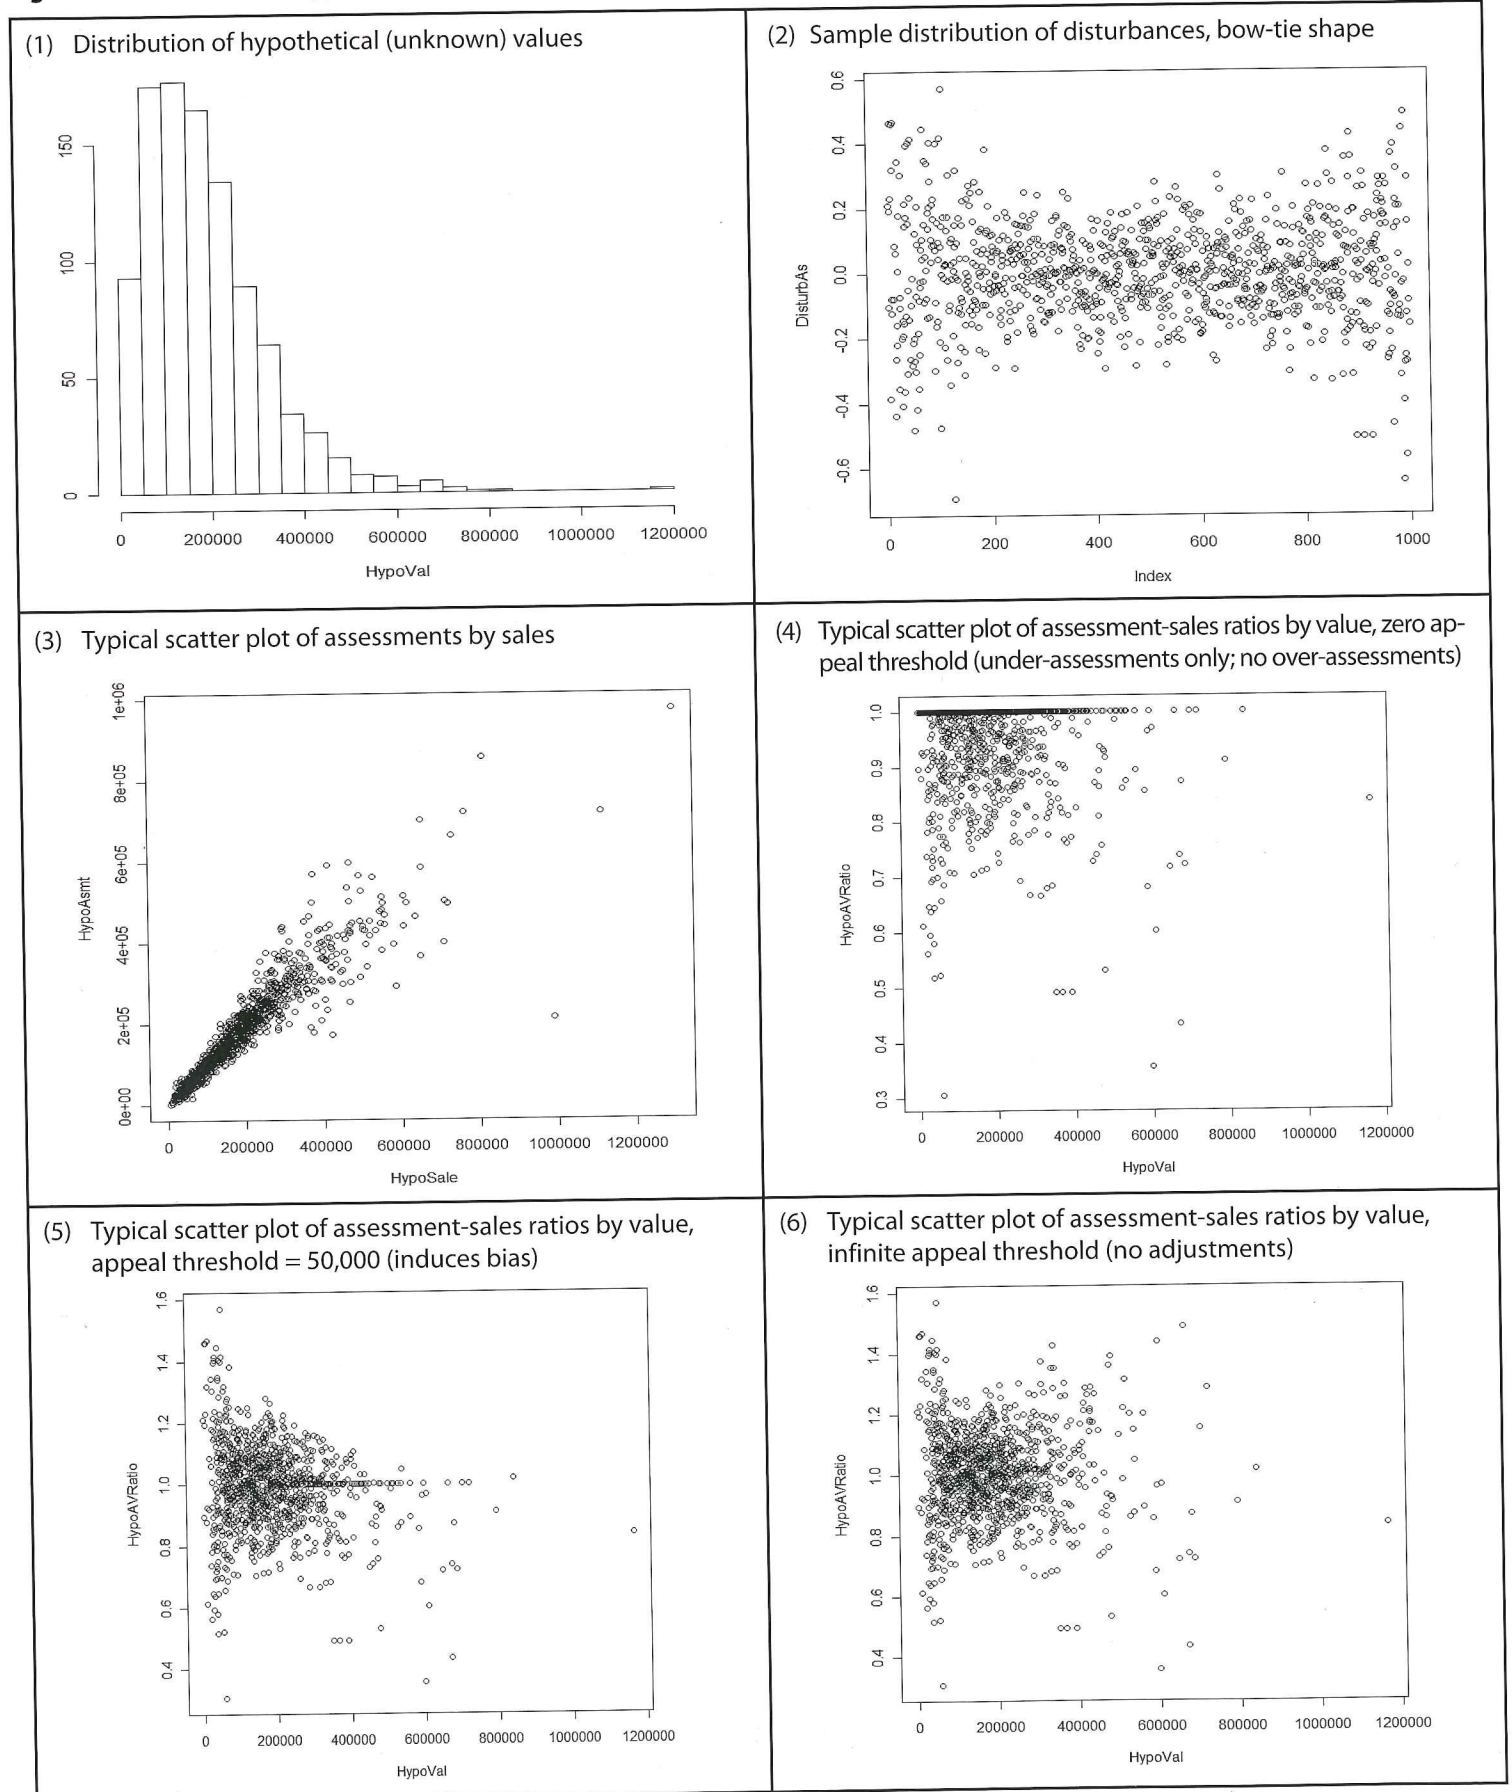 (1) Distribution of hypothetical (unknown) values
150
100
50
0
0 200000 400000 600000 800000 1000000 1200000
HypoVal
(2) Sample distribution of disturbances, bow-tie shape
DisturbAs
0.6
0.4
0.2
0.0
-0.2
-0.4
-0.6
0 200 400 600 800 1000
Index
(3) Typical scatter plot of assessments by sales
HypoAsmt
1e+06
8e+05
6e+05
4e+05
2e+05
0e+00
0 200000 400000 600000 800000 1000000 1200000
HypoSale
(4) Typical scatter plot of assessment-sales ratios by value, zero ap-
peal threshold (under-assessments only; no over-assessments)
HypoAVRatio
1.0
0.9
0.8
0.7
0.6
0.5
0.4
0.3
0 200000 400000 600000 800000 1000000 1200000
HypoVal
(5) Typical scatter plot of assessment-sales ratios by value,
appeal threshold = 50,000 (induces bias)
HypoAVRatio
1.6
1.4
1.2
1.0
0.8
0.6
0.4
0 200000 400000 600000 800000 1000000 1200000
HypoVal
(6) Typical scatter plot of assessment-sales ratios by value,
infinite appeal threshold (no adjustments)
HypoAVRatio
1.6
1.4
1.2
1.0
0.8
0.6
0.4
0 200000 400000 600000 800000 1000000 1200000
HypoVal